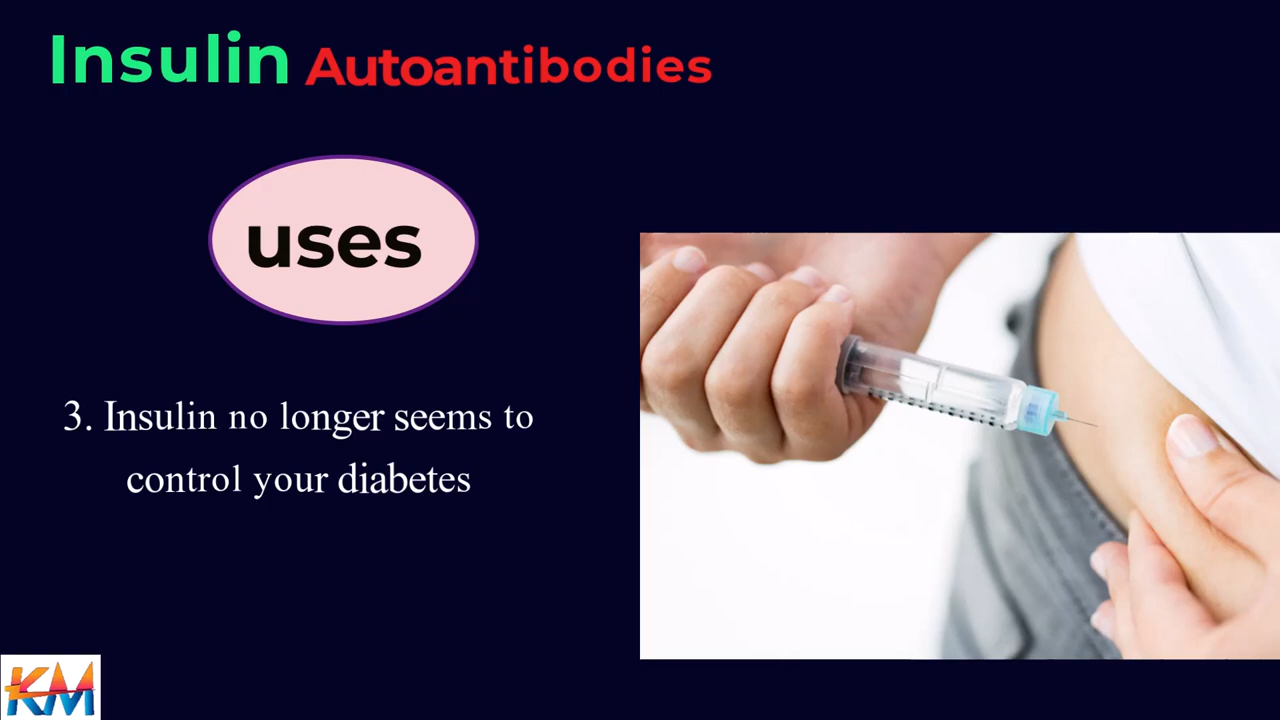 Insulin Autoantibodies
uses
3. Insulin no longer seems to
control your diabetes
KM